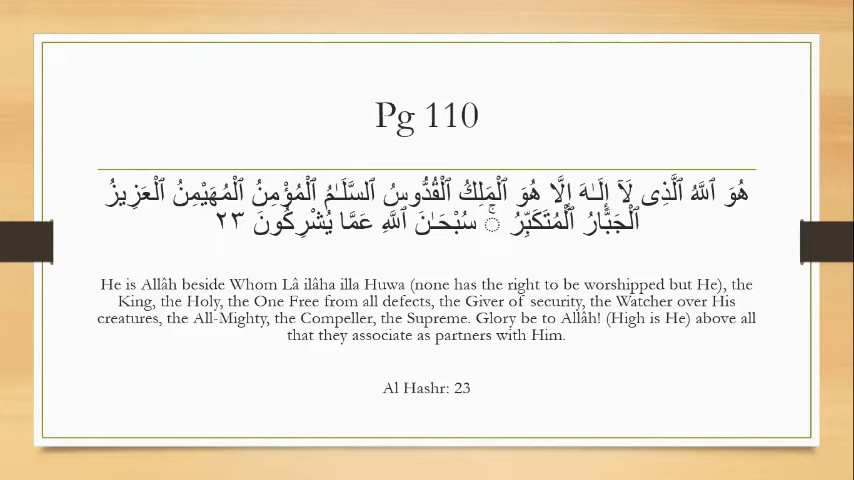 Pg 110
هُوَ ٱللَّهُ ٱلَّذِى لَآ إِلَـٰهَ إِلَّا هُوَ ٱلْمَلِكُ ٱلْقُدُّوسُ ٱلسَّلَـٰمُ ٱلْمُؤْمِنُ ٱلْمُهَيْمِنُ ٱلْعَزِيزُ
ٱلْجَبَّارُ ٱلْمُتَكَبِّرُ ۚ سُبْحَـٰنَ ٱللَّهِ عَمَّا يُشْرِكُونَ ٢٣
He is Allâh beside Whom Lâ ilâha illa Huwa (none has the right to be worshipped but He), the
King, the Holy, the One Free from all defects, the Giver of security, the Watcher over His
creatures, the All-Mighty, the Compeller, the Supreme. Glory be to Allâh! (High is He) above all
that they associate as partners with Him.
Al Hashr: 23